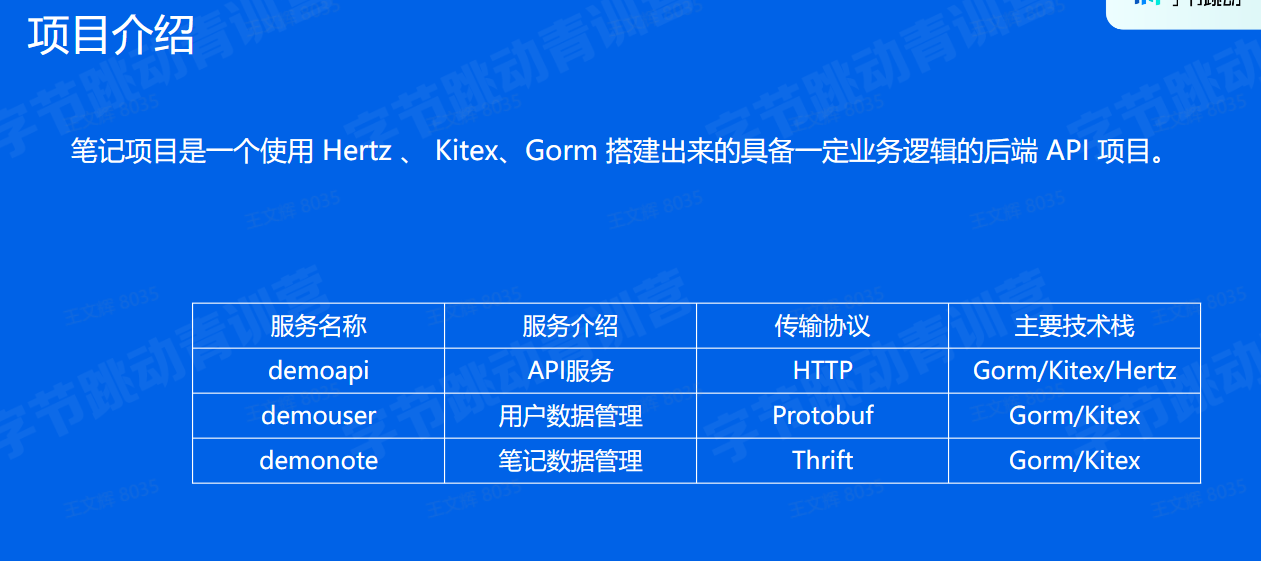 项目介绍
笔记项目是一个使用 Hertz 、 Kitex、Gorm 搭建出来的具备一定业务逻辑的后端 API 项目。
服务名称 服务介绍 传输协议 主要技术栈
demoapi API服务 HTTP Gorm/Kitex/Hertz
demouser 用户数据管理 Protobuf Gorm/Kitex
demonote 笔记数据管理 Thrift Gorm/Kitex
字节跳动青训营
王文辉 8035